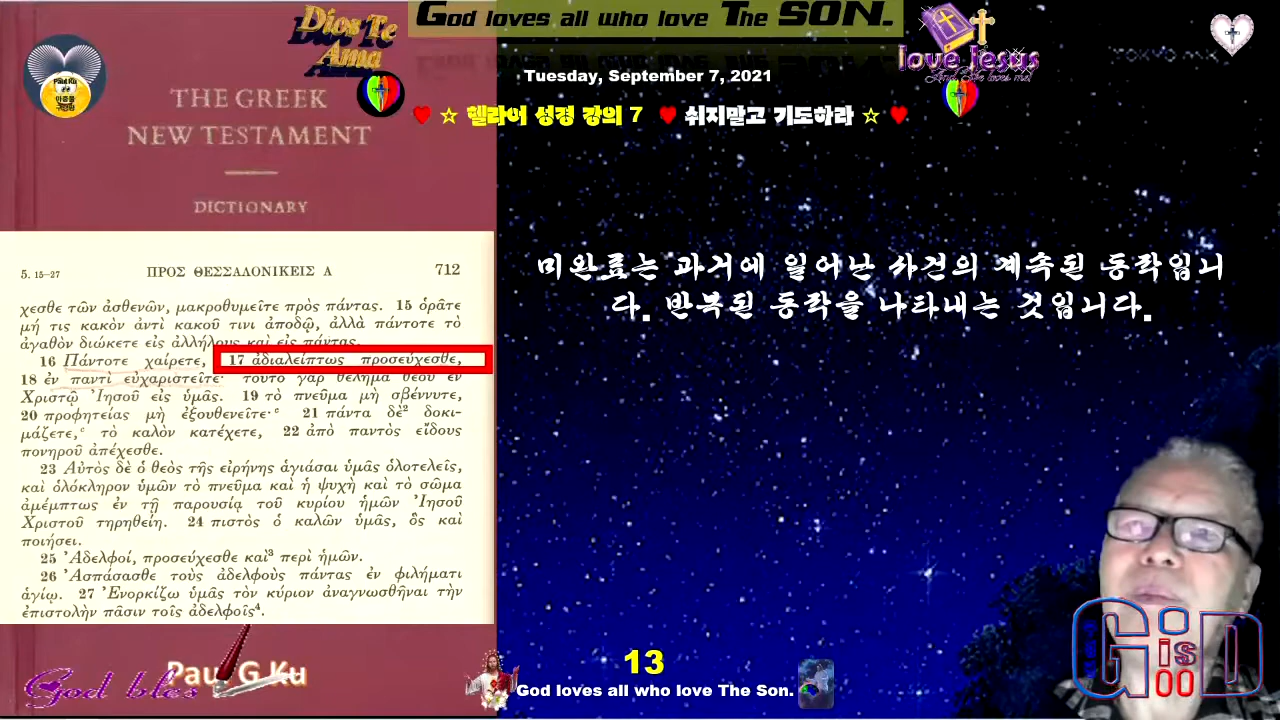 God loves all who love The SON.
Dios Te
Ama
love Jesus
And He loves me!
Paul Ku
Tuesday, September 7, 2021
♥ ☆ 헬라어 성경 강의 7 ♥ 쉬지말고 기도하라 ☆ ♥
THE GREEK
NEW TESTAMENT
DICTIONARY
미완료는 과거에 일어난 사건의 계속된 동작입니
다. 반복된 동작을 나타내는 것입니다.
5. 15–27 ΠΡΟΣ ΘΕΣΣΑΛΟΝΙΚΕΙΣ Α 712
χεσθε τῶν ἀσθενῶν, μακροθυμεῖτε πρὸς πάντας. 15 ὁρᾶτε
μή τις κακὸν ἀντὶ κακοῦ τινι ἀποδῷ, ἀλλὰ πάντοτε τὸ
ἀγαθὸν διώκετε εἰς ἀλλήλους καὶ εἰς πάντας.
16 Πάντοτε χαίρετε, 17 ἀδιαλείπτως προσεύχεσθε,
18 ἐν παντὶ εὐχαριστεῖτε· τοῦτο γὰρ θέλημα θεοῦ ἐν
Χριστῷ Ἰησοῦ εἰς ὑμᾶς. 19 τὸ πνεῦμα μὴ σβέννυτε,
20 προφητείας μὴ ἐξουθενεῖτε·ᶜ 21 πάντα δὲ² δοκι-
μάζετε,ᶜ τὸ καλὸν κατέχετε, 22 ἀπὸ παντὸς εἴδους
πονηροῦ ἀπέχεσθε.
23 Αὐτὸς δὲ ὁ θεὸς τῆς εἰρήνης ἁγιάσαι ὑμᾶς ὁλοτελεῖς,
καὶ ὁλόκληρον ὑμῶν τὸ πνεῦμα καὶ ἡ ψυχὴ καὶ τὸ σῶμα
ἀμέμπτως ἐν τῇ παρουσίᾳ τοῦ κυρίου ἡμῶν Ἰησοῦ
Χριστοῦ τηρηθείη. 24 πιστὸς ὁ καλῶν ὑμᾶς, ὃς καὶ
ποιήσει.
25 Ἀδελφοί, προσεύχεσθε καὶ³ περὶ ἡμῶν.
26 Ἀσπάσασθε τοὺς ἀδελφοὺς πάντας ἐν φιλήματι
ἁγίῳ. 27 Ἐνορκίζω ὑμᾶς τὸν κύριον ἀναγνωσθῆναι τὴν
ἐπιστολὴν πᾶσιν τοῖς ἀδελφοῖς⁴.
Paul G Ku
God bles
13
God loves all who love The Son.
GOD
is